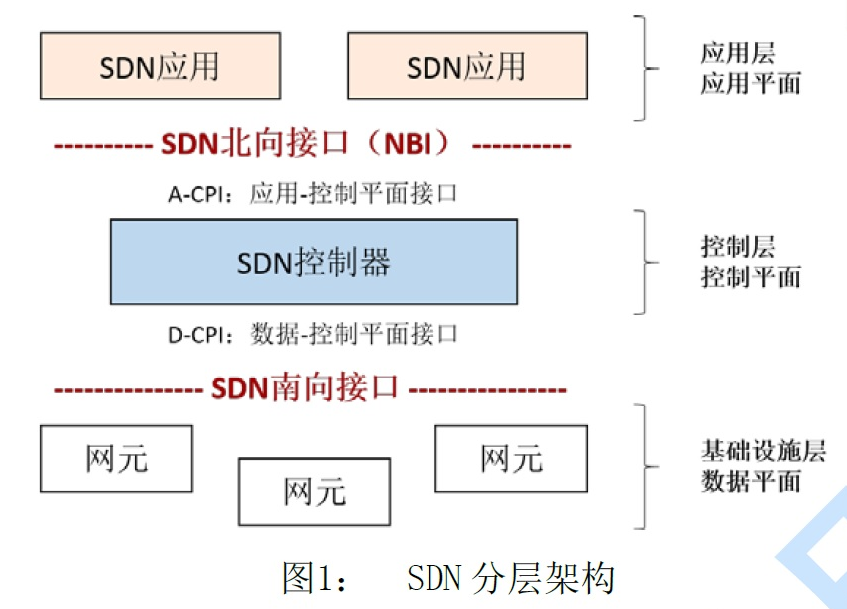 SDN应用 SDN应用
应用层
应用平面
---------- SDN北向接口（NBI） ----------
A-CPI：应用-控制平面接口
SDN控制器
控制层
控制平面
D-CPI：数据-控制平面接口
--------------- SDN南向接口 ----------------
网元 网元 网元
基础设施层
数据平面
图1： SDN分层架构